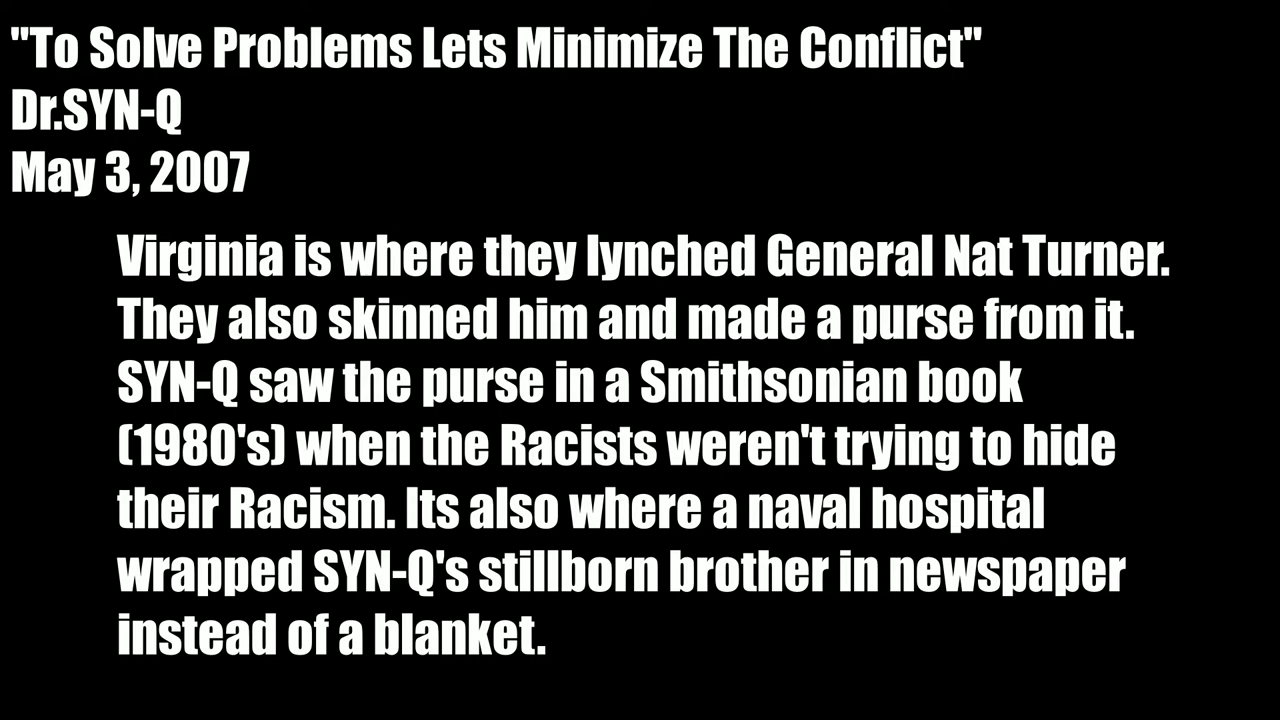 "To Solve Problems Lets Minimize The Conflict"
Dr.SYN-Q
May 3, 2007
Virginia is where they lynched General Nat Turner.
They also skinned him and made a purse from it.
SYN-Q saw the purse in a Smithsonian book
(1980's) when the Racists weren't trying to hide
their Racism. Its also where a naval hospital
wrapped SYN-Q's stillborn brother in newspaper
instead of a blanket.